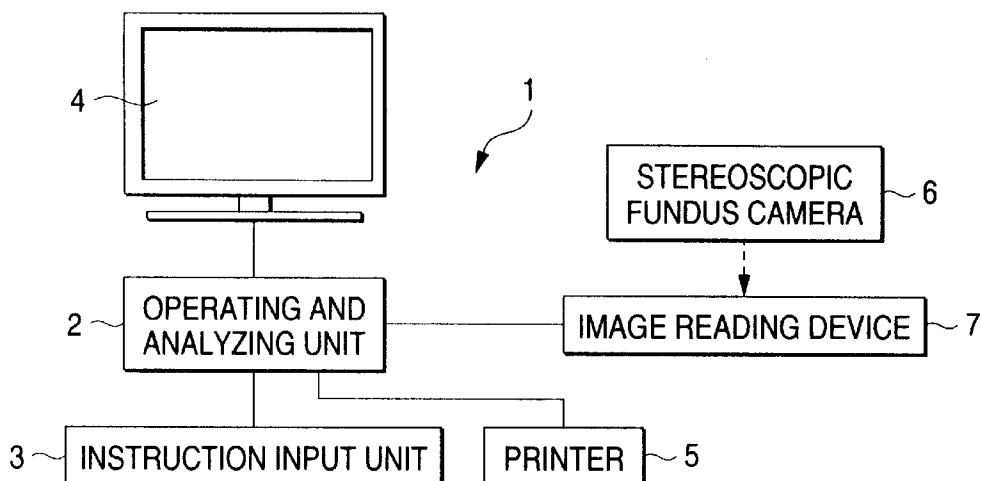 4
1
STEREOSCOPIC
FUNDUS CAMERA
6
2
OPERATING AND
ANALYZING UNIT
IMAGE READING DEVICE
7
3
INSTRUCTION INPUT UNIT
PRINTER
5